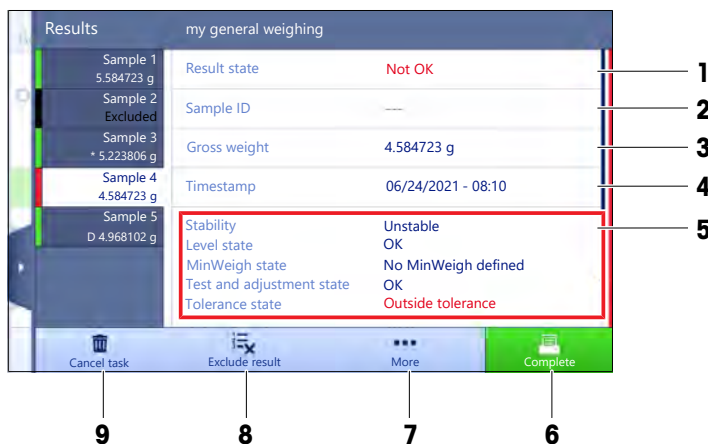 Results
my general weighing
Sample 1
5.584723 g
Sample 2
Excluded
Sample 3
* 5.223806 g
Sample 4
4.584723 g
Sample 5
D 4.968102 g
Result state Not OK
Sample ID ---
Gross weight 4.584723 g
Timestamp 06/24/2021 - 08:10
Stability Unstable
Level state OK
MinWeigh state No MinWeigh defined
Test and adjustment state OK
Tolerance state Outside tolerance
1
2
3
4
5
Cancel task
Exclude result
More
Complete
9
8
7
6